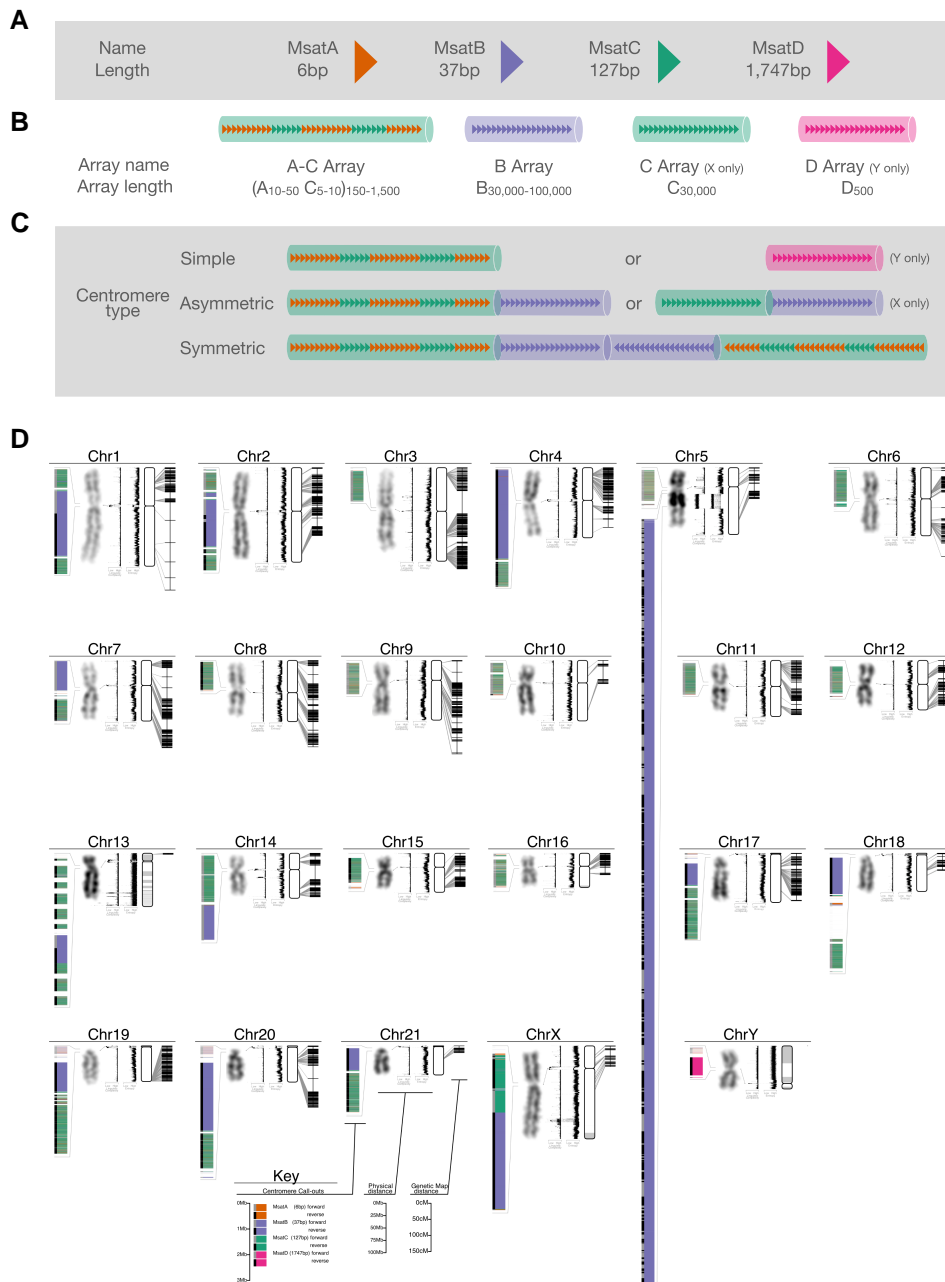 A
Name MsatA MsatB MsatC MsatD
Length 6bp 37bp 127bp 1,747bp
B
Array name A-C Array B Array C Array (X only) D Array (Y only)
Array length (A10-50 C5-10)150-1,500 B30,000-100,000 C30,000 D500
C
Simple or (Y only)
Centromere type
Asymmetric or (X only)
Symmetric
D
Chr1 Chr2 Chr3 Chr4 Chr5 Chr6
Chr7 Chr8 Chr9 Chr10 Chr11 Chr12
Chr13 Chr14 Chr15 Chr16 Chr17 Chr18
Chr19 Chr20 Chr21 ChrX ChrY
Key
Centromere Call-outs
Physical distance
Genetic Map distance
0Mb
MsatA (6bp) forward
reverse
MsatB (37bp) forward
1Mb
reverse
MsatC (127bp) forward
reverse
2Mb
MsatD (1747bp) forward
reverse
3Mb
0Mb
25Mb
50Mb
75Mb
100Mb
0cM
50cM
100cM
150cM